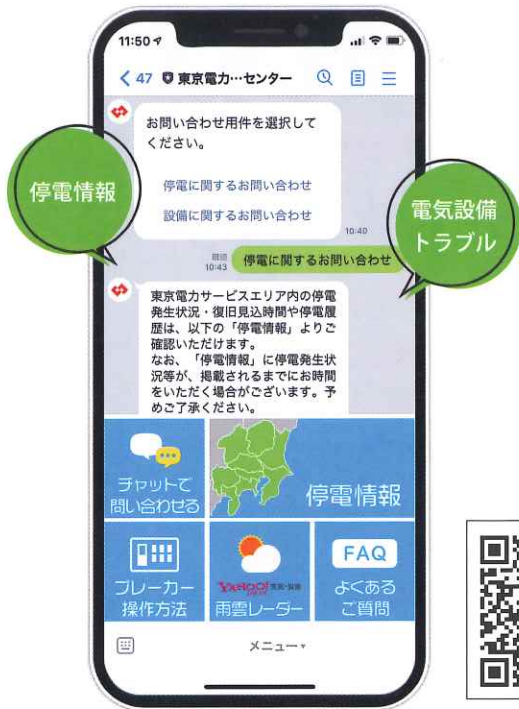 11:50
47 東京電力…センター
お問い合わせ用件を選択して
ください。
停電に関するお問い合わせ
設備に関するお問い合わせ
10:40
停電情報
電気設備
トラブル
既読
10:43
停電に関するお問い合わせ
東京電力サービスエリア内の停電
発生状況・復旧見込時間や停電履
歴は、以下の「停電情報」よりご
確認いただけます。
なお、「停電情報」に停電発生状
況等が、掲載されるまでにお時間
をいただく場合がございます。予
めご了承ください。
チャットで
問い合わせる
停電情報
ブレーカー
操作方法
YAHOO!
JAPAN
天気・災害
雨雲レーダー
FAQ
よくある
ご質問
メニュー▾